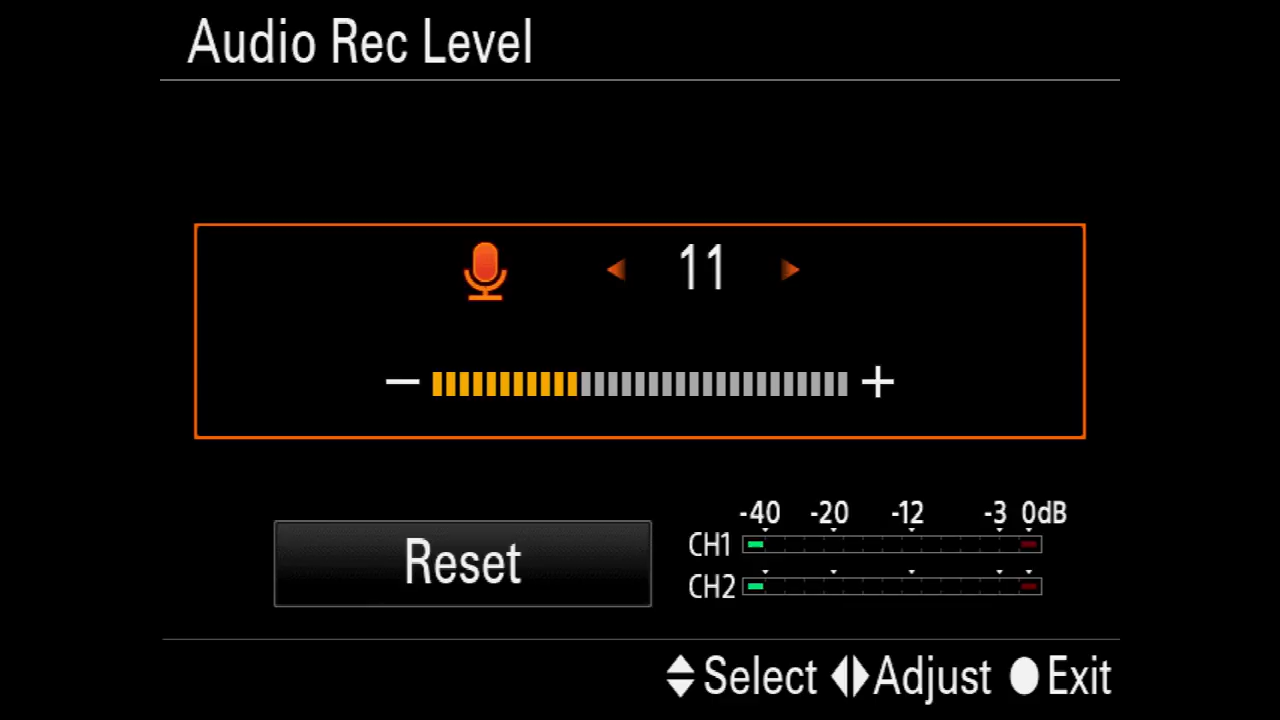 Audio Rec Level
11
− +
-40 -20 -12 -3 0dB
CH1
Reset
CH2
Select Adjust Exit